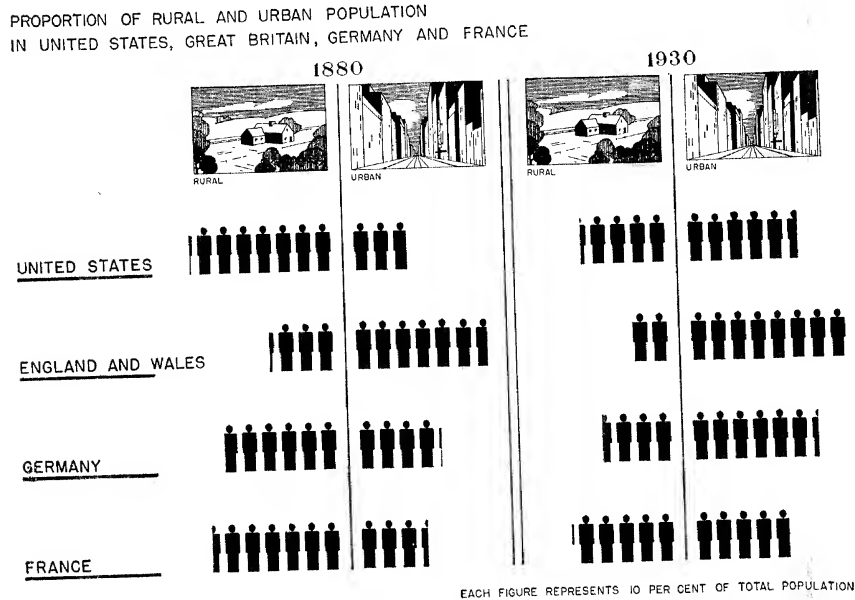 PROPORTION OF RURAL AND URBAN POPULATION
IN UNITED STATES, GREAT BRITAIN, GERMANY AND FRANCE
1880
1930
RURAL
URBAN
RURAL
URBAN
UNITED STATES
ENGLAND AND WALES
GERMANY
FRANCE
EACH FIGURE REPRESENTS 10 PER CENT OF TOTAL POPULATION